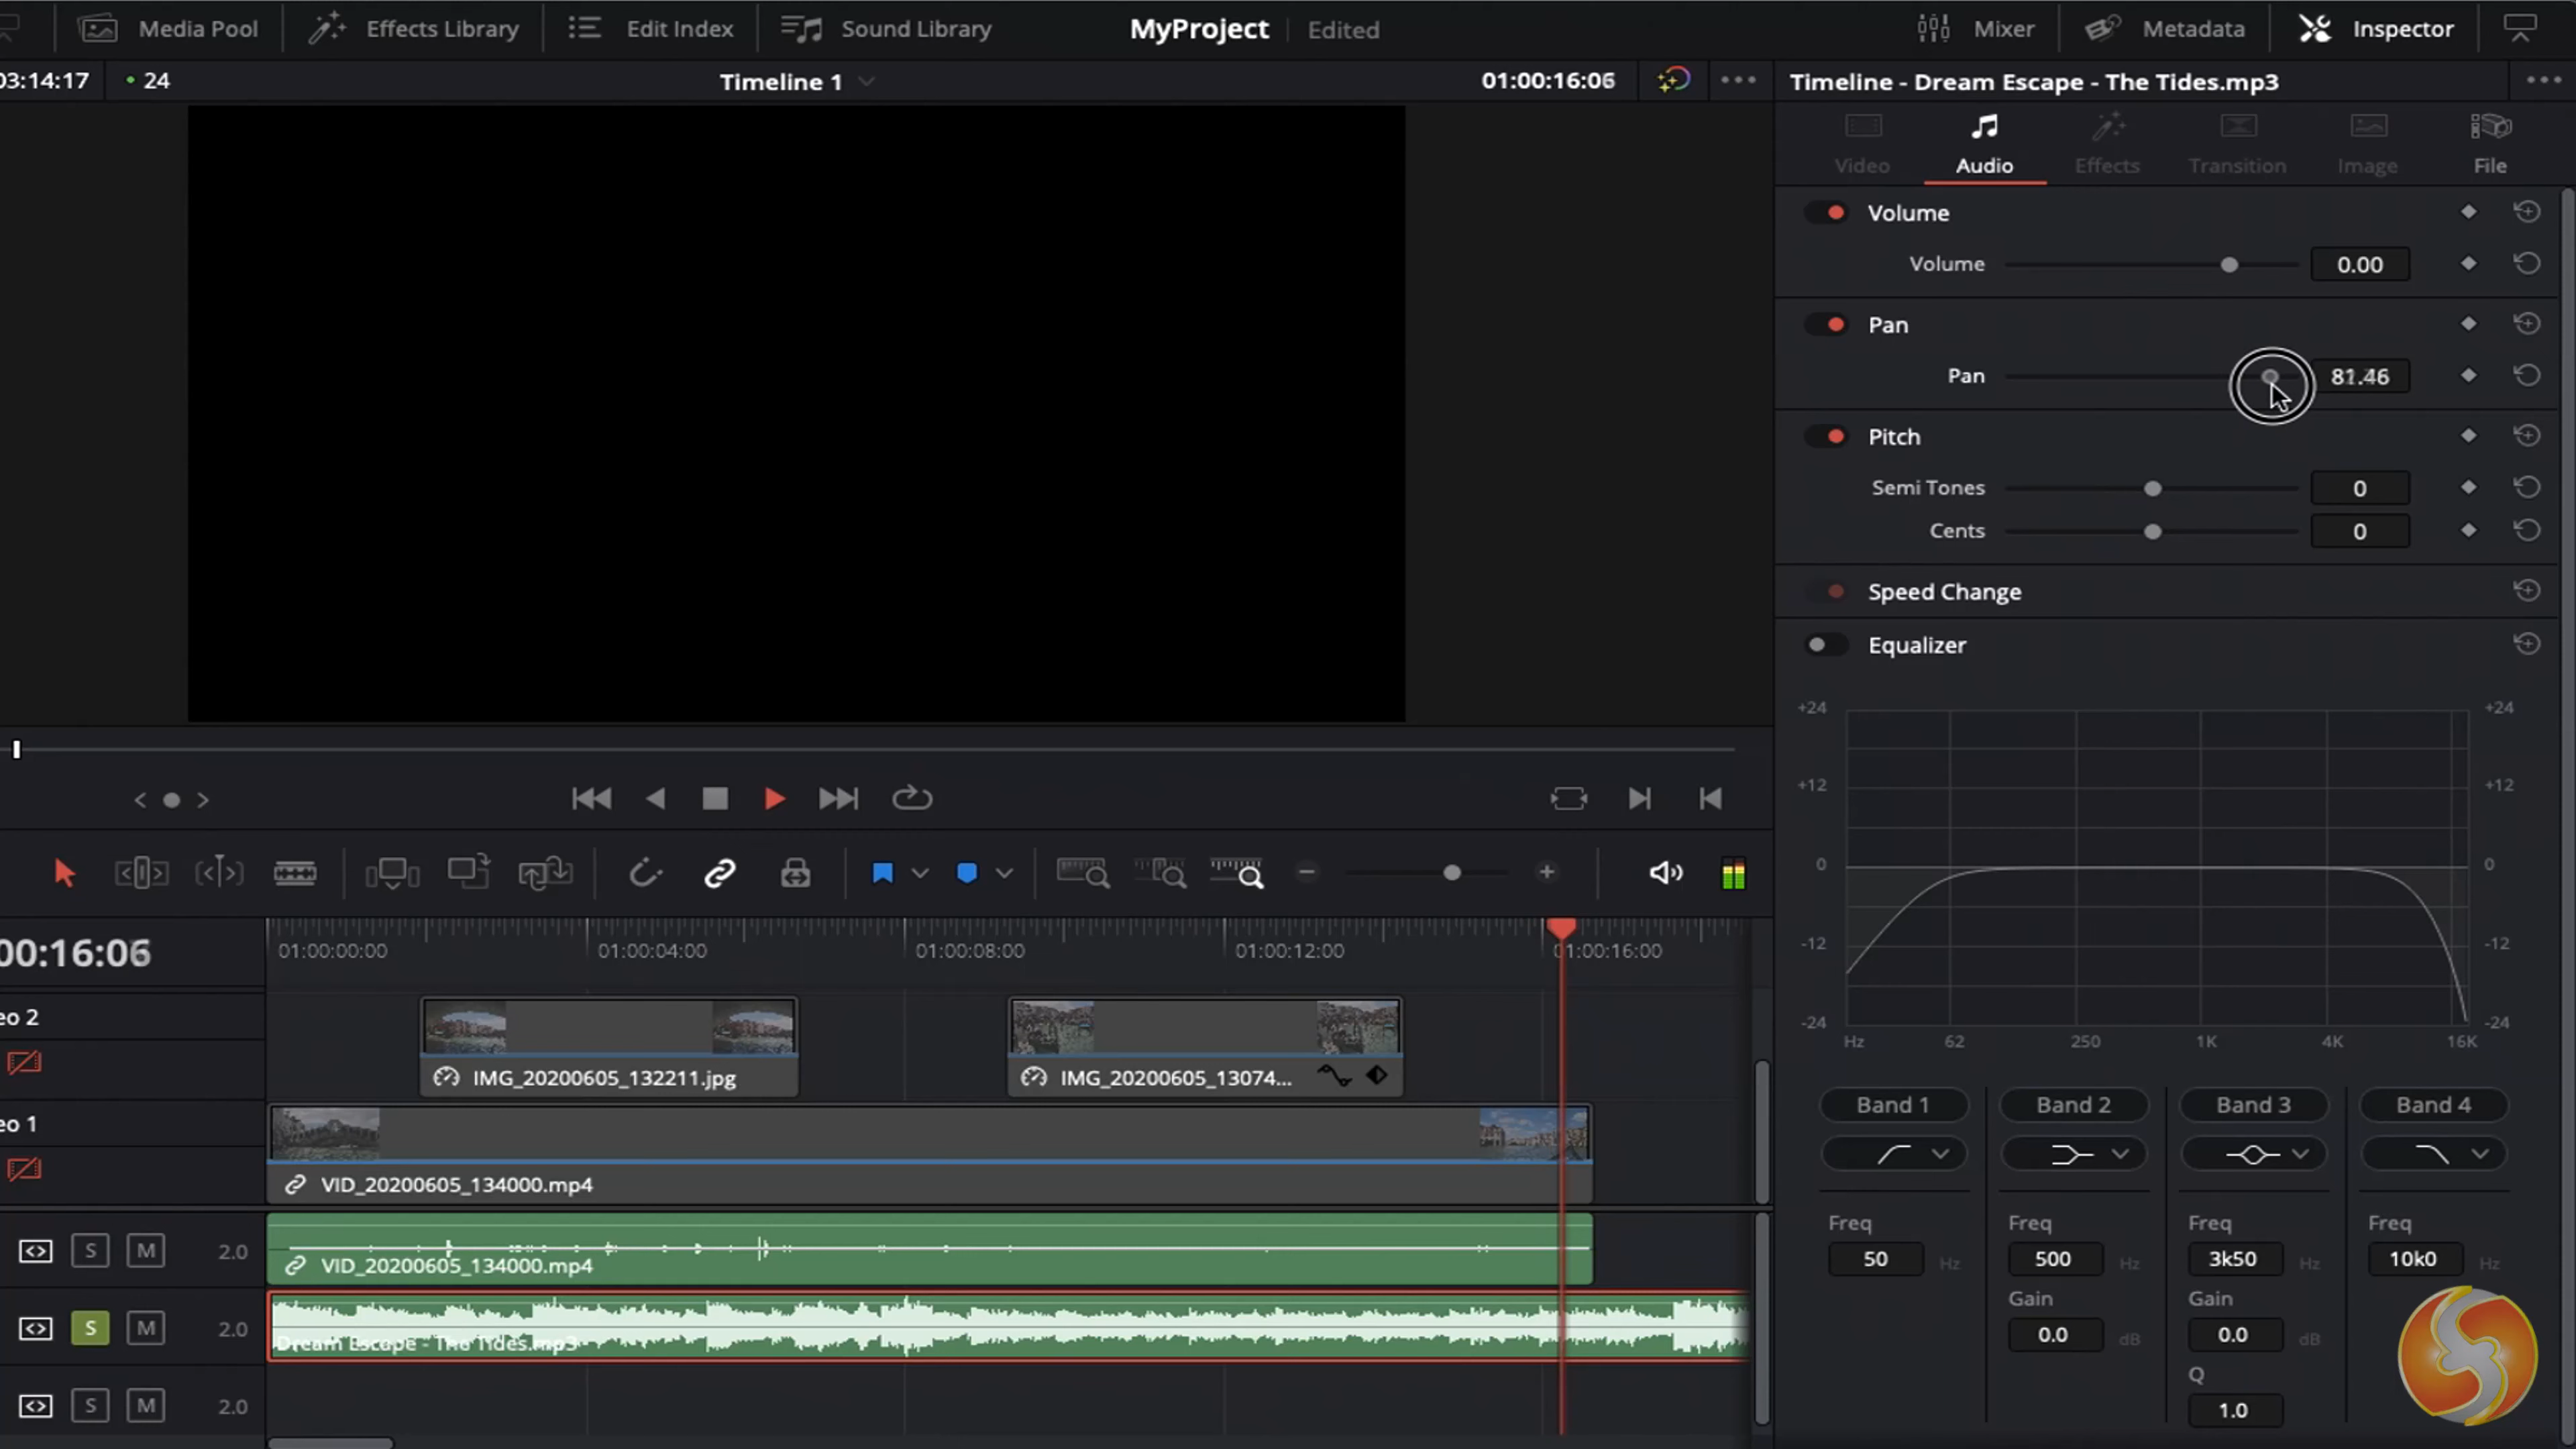 Media Pool
Effects Library
Edit Index
Sound Library
MyProject
Edited
Mixer
Metadata
Inspector
03:14:17
24
Timeline 1
01:00:16:06
Timeline - Dream Escape - The Tides.mp3
Video
Audio
Effects
Transition
Image
File
Volume
Volume
0.00
Pan
Pan
81.46
Pitch
Semi Tones
0
Cents
0
Speed Change
Equalizer
+24
+24
+12
+12
0
0
-12
-12
-24
-24
Hz
62
250
1K
4K
16K
Band 1
Band 2
Band 3
Band 4
Freq
Freq
Freq
Freq
50
Hz
500
Hz
3k50
Hz
10k0
Hz
Gain
Gain
0.0
dB
0.0
dB
Q
1.0
00:16:06
01:00:00:00
01:00:04:00
01:00:08:00
01:00:12:00
01:00:16:00
eo 2
IMG_20200605_132211.jpg
IMG_20200605_13074...
eo 1
VID_20200605_134000.mp4
S
M
2.0
VID_20200605_134000.mp4
S
M
2.0
Dream Escape - The Tides.mp3
S
M
2.0